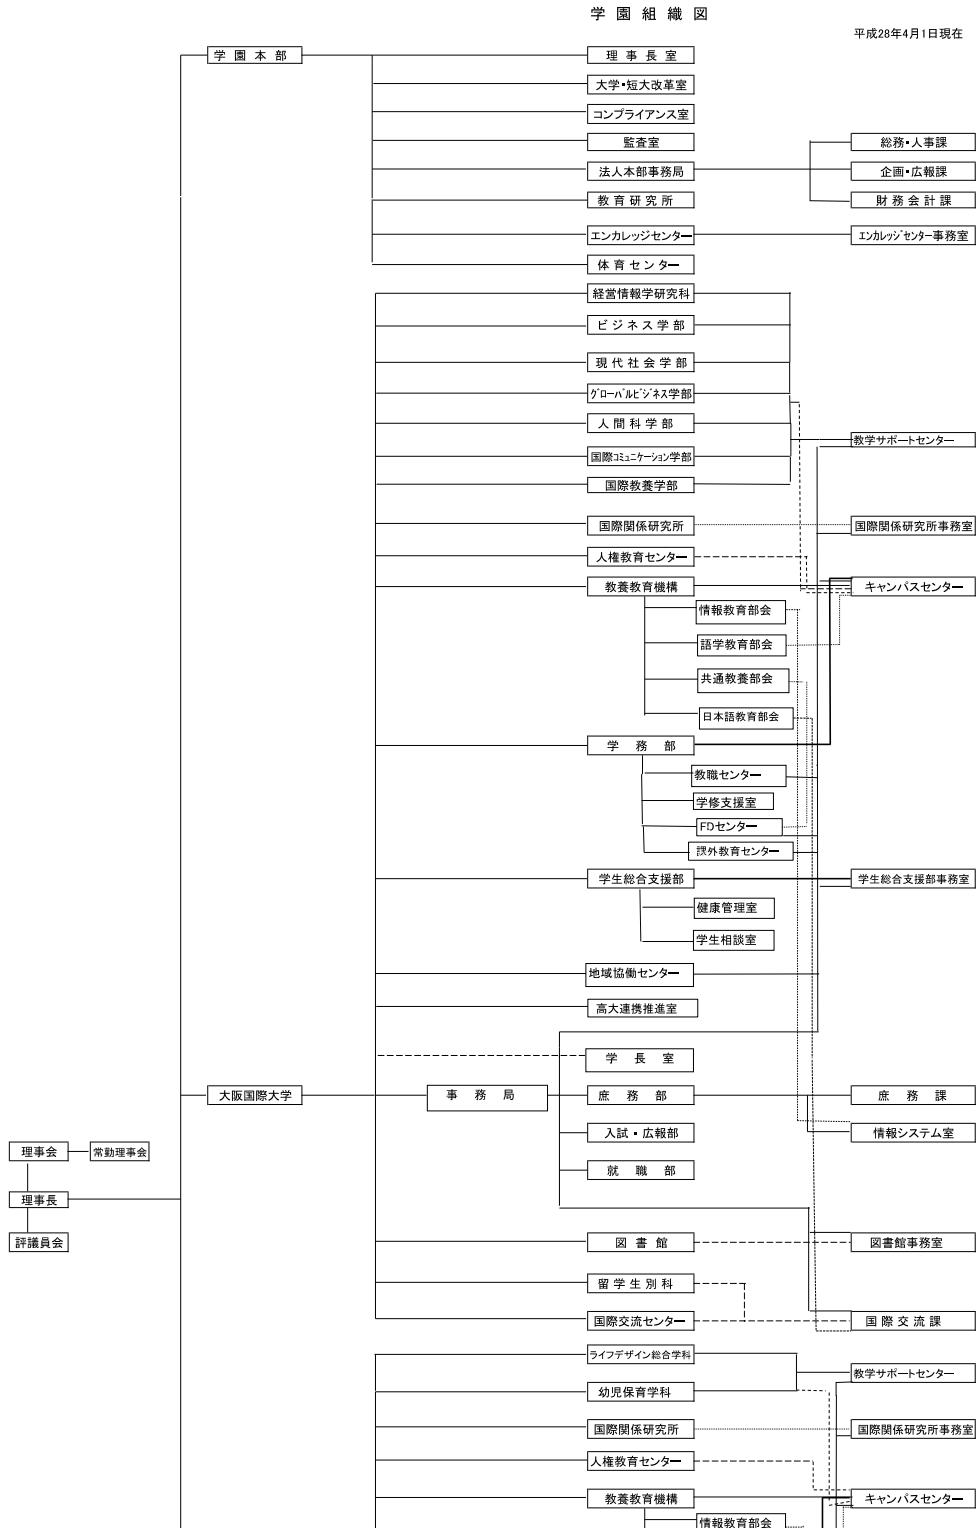 学園組織図
平成28年4月1日現在
学園本部
理事長室
大学・短大改革室
コンプライアンス室
監査室
総務・人事課
法人本部事務局
企画・広報課
教育研究所
財務会計課
エンカレッジセンター
エンカレッジセンター事務室
体育センター
経営情報学研究科
ビジネス学部
現代社会学部
グローバルビジネス学部
人間科学部
教学サポートセンター
国際コミュニケーション学部
国際教養学部
国際関係研究所
国際関係研究所事務室
人権教育センター
教養教育機構
キャンパスセンター
情報教育部会
語学教育部会
共通教養部会
日本語教育部会
学務部
教職センター
学修支援室
FDセンター
課外教育センター
学生総合支援部
学生総合支援部事務室
健康管理室
学生相談室
地域協働センター
高大連携推進室
学長室
大阪国際大学
事務局
庶務部
庶務課
入試・広報部
情報システム室
理事会
常勤理事会
就職部
理事長
評議員会
図書館
図書館事務室
留学生別科
国際交流センター
国際交流課
ライフデザイン総合学科
教学サポートセンター
幼児保育学科
国際関係研究所
国際関係研究所事務室
人権教育センター
教養教育機構
キャンパスセンター
情報教育部会